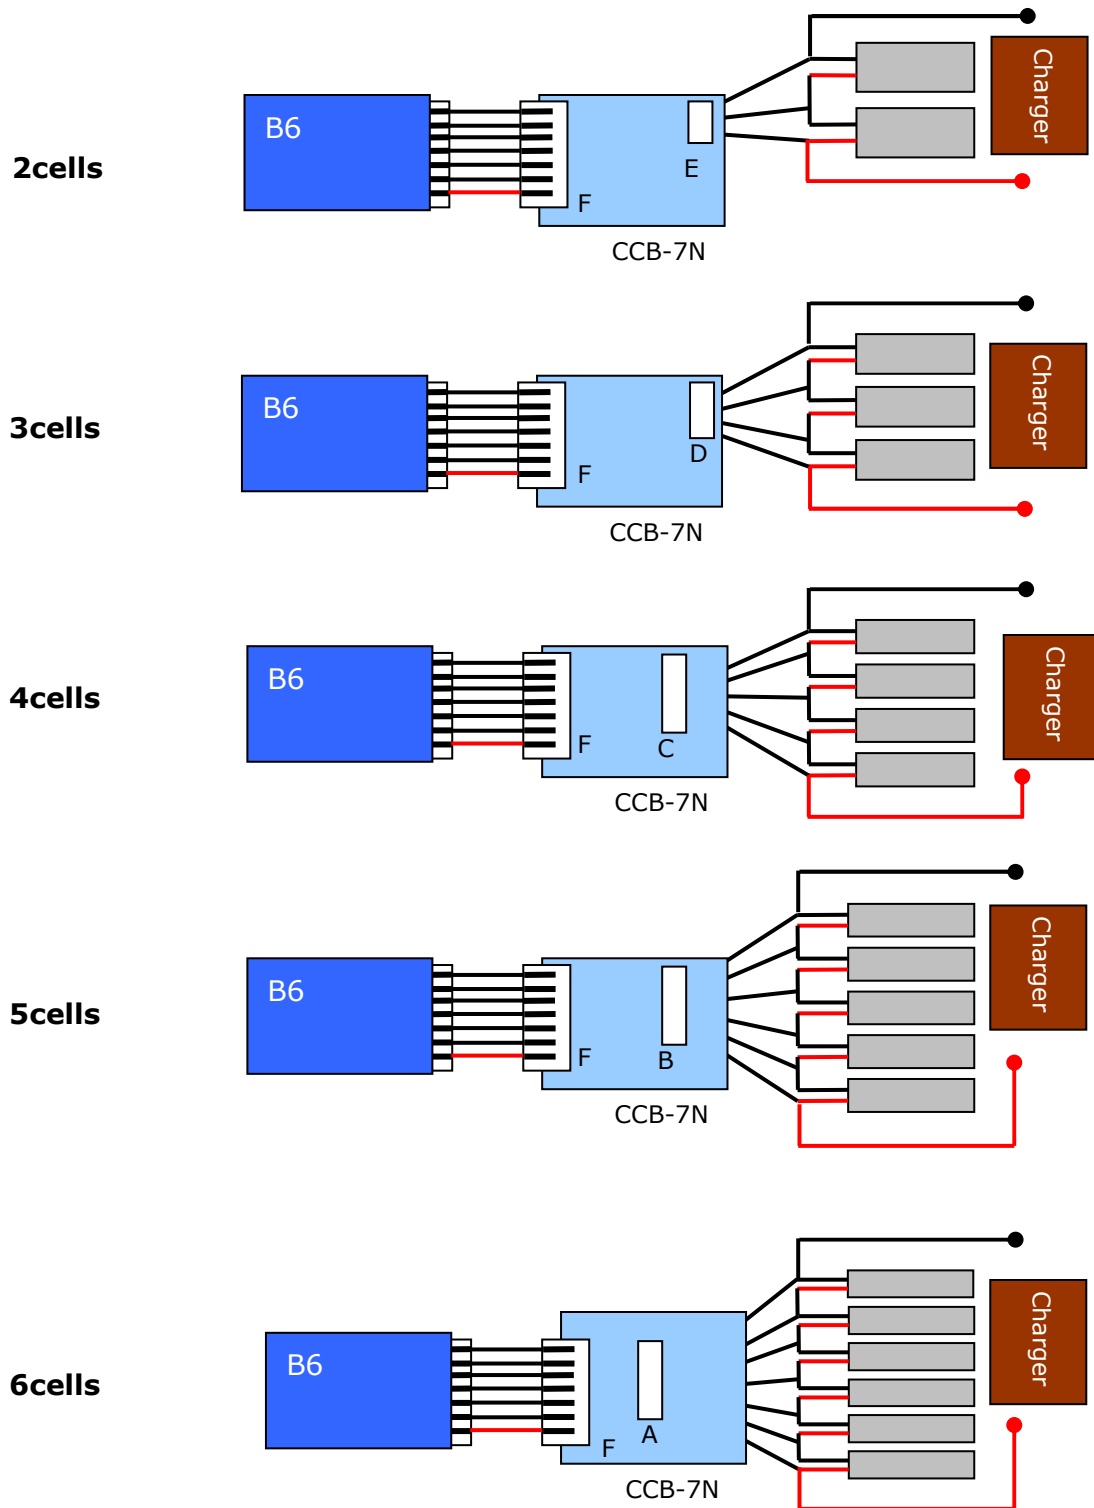 2cells
B6
F
E
CCB-7N
Charger
3cells
B6
F
D
CCB-7N
Charger
4cells
B6
F
C
CCB-7N
Charger
5cells
B6
F
B
CCB-7N
Charger
6cells
B6
F
A
CCB-7N
Charger